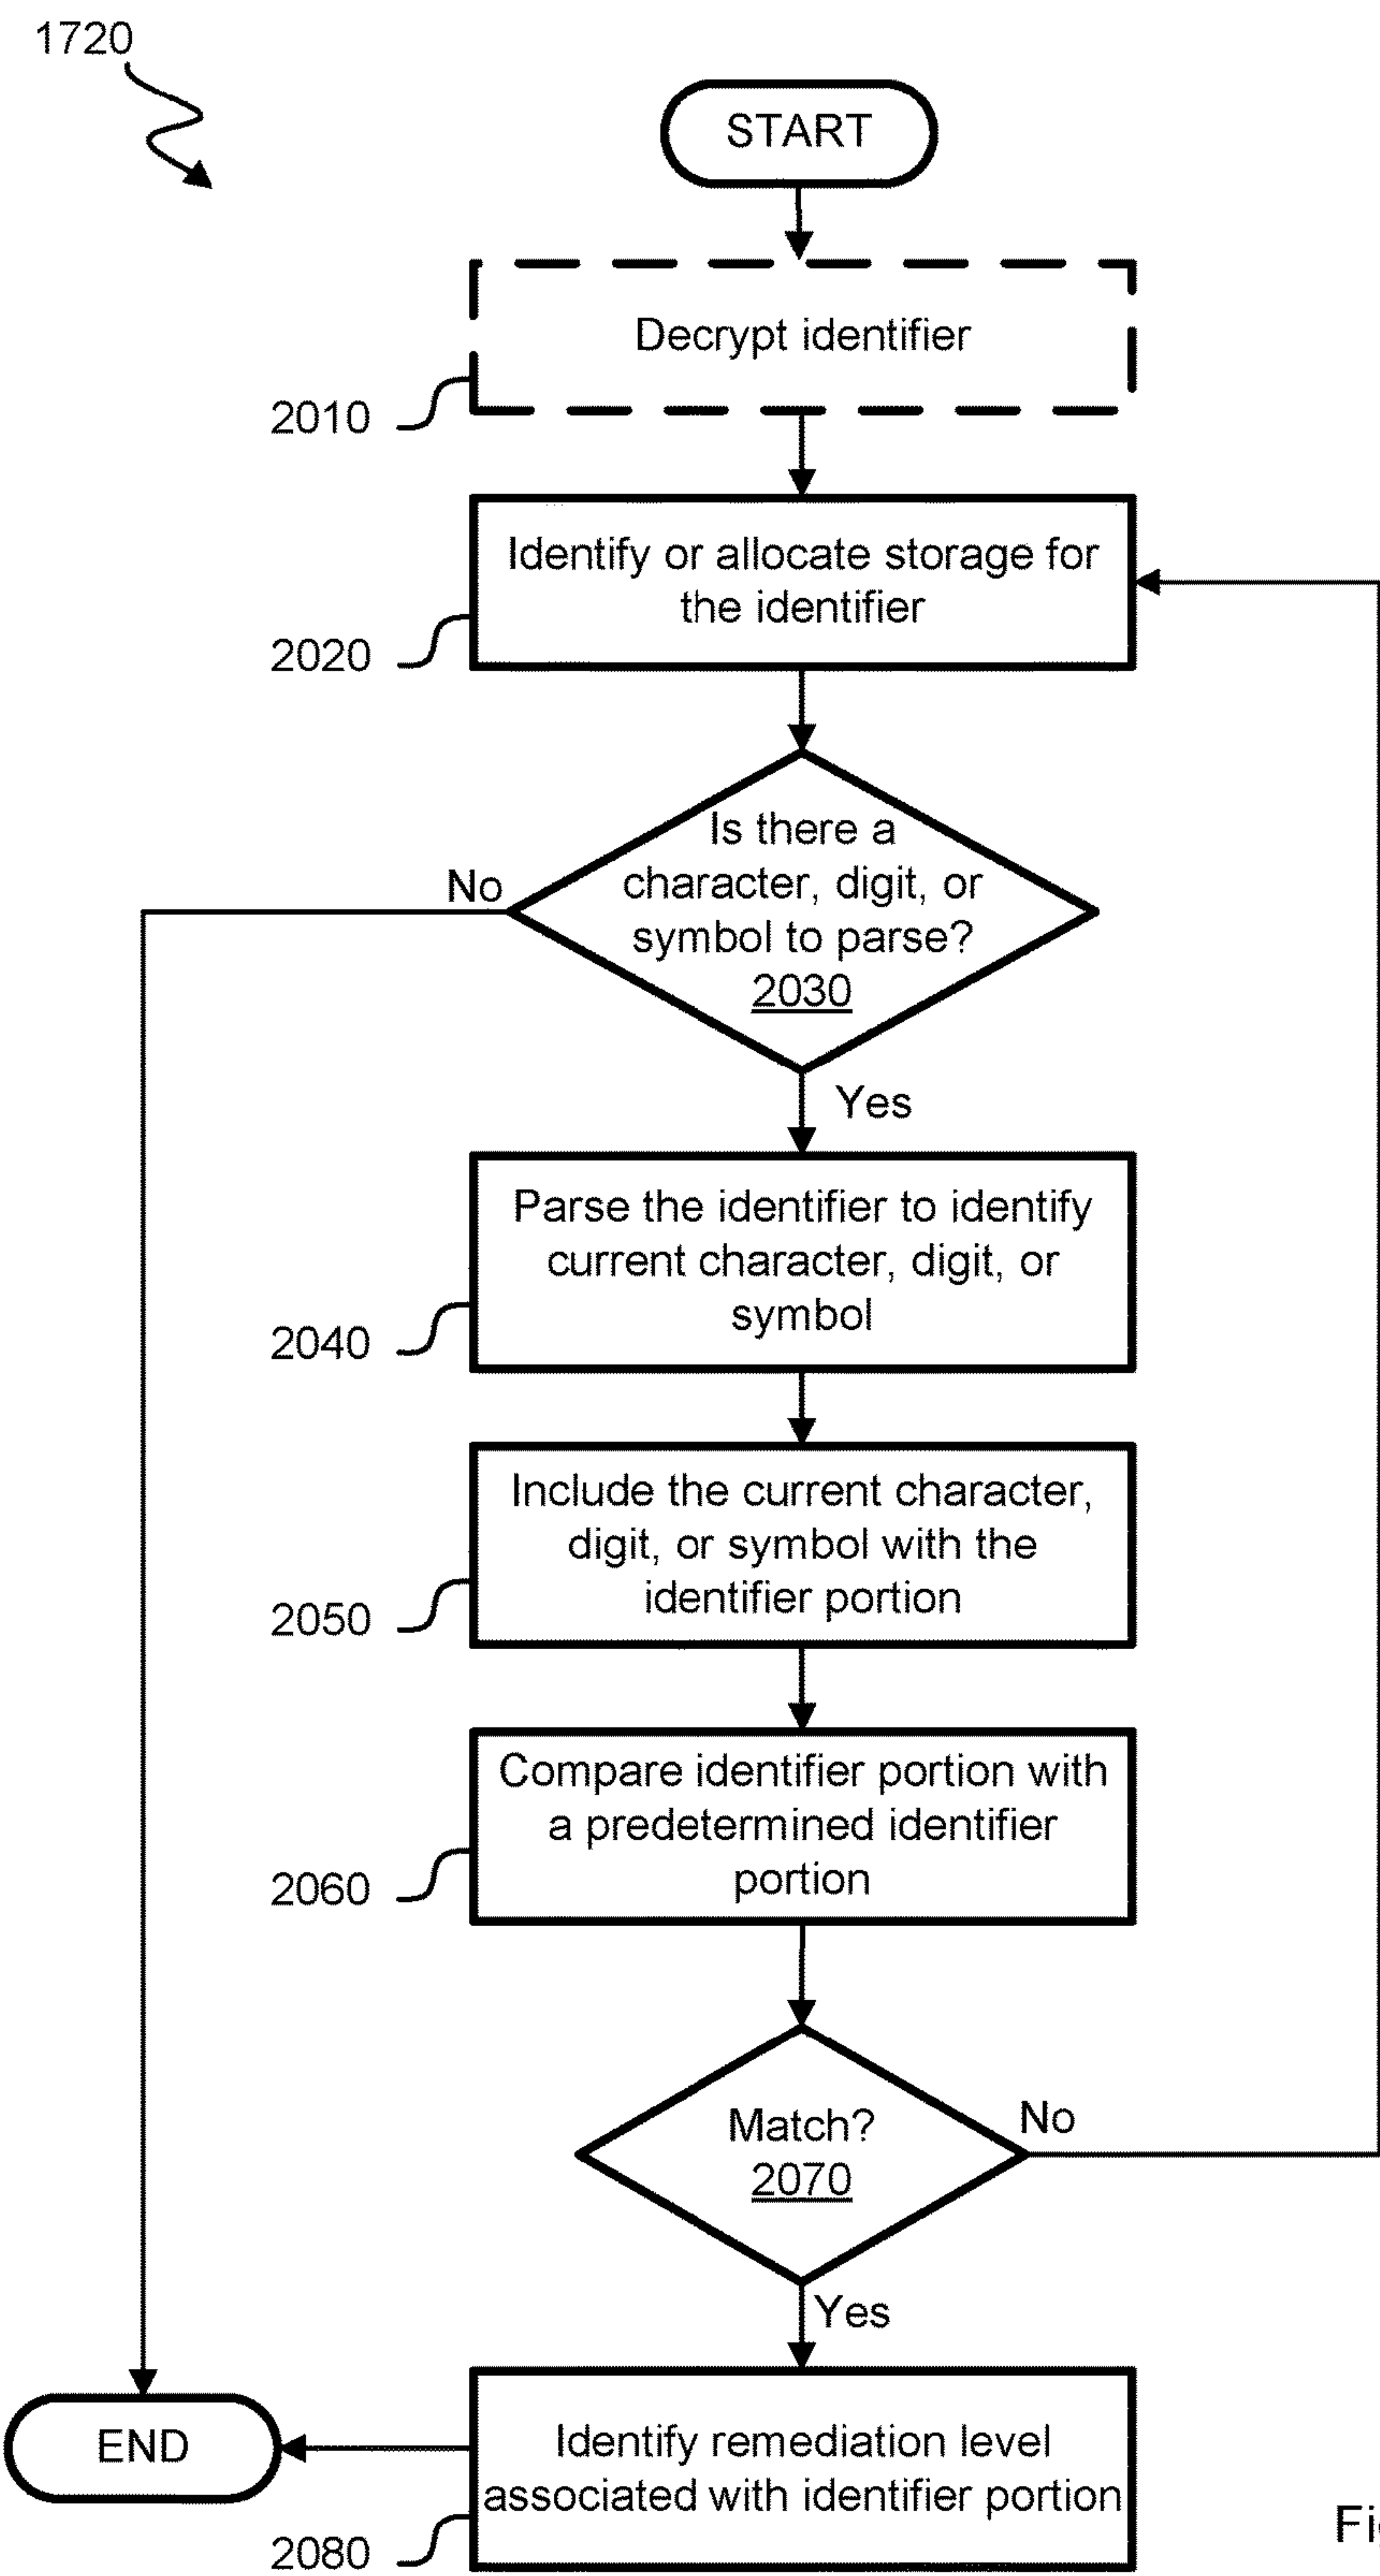 1720
START
Decrypt identifier
2010
Identify or allocate storage for
the identifier
2020
Is there a
character, digit, or
symbol to parse?
2030
No
Yes
Parse the identifier to identify
current character, digit, or
symbol
2040
Include the current character,
digit, or symbol with the
identifier portion
2050
Compare identifier portion with
a predetermined identifier
portion
2060
Match?
2070
No
Yes
Identify remediation level
associated with identifier portion
2080
END